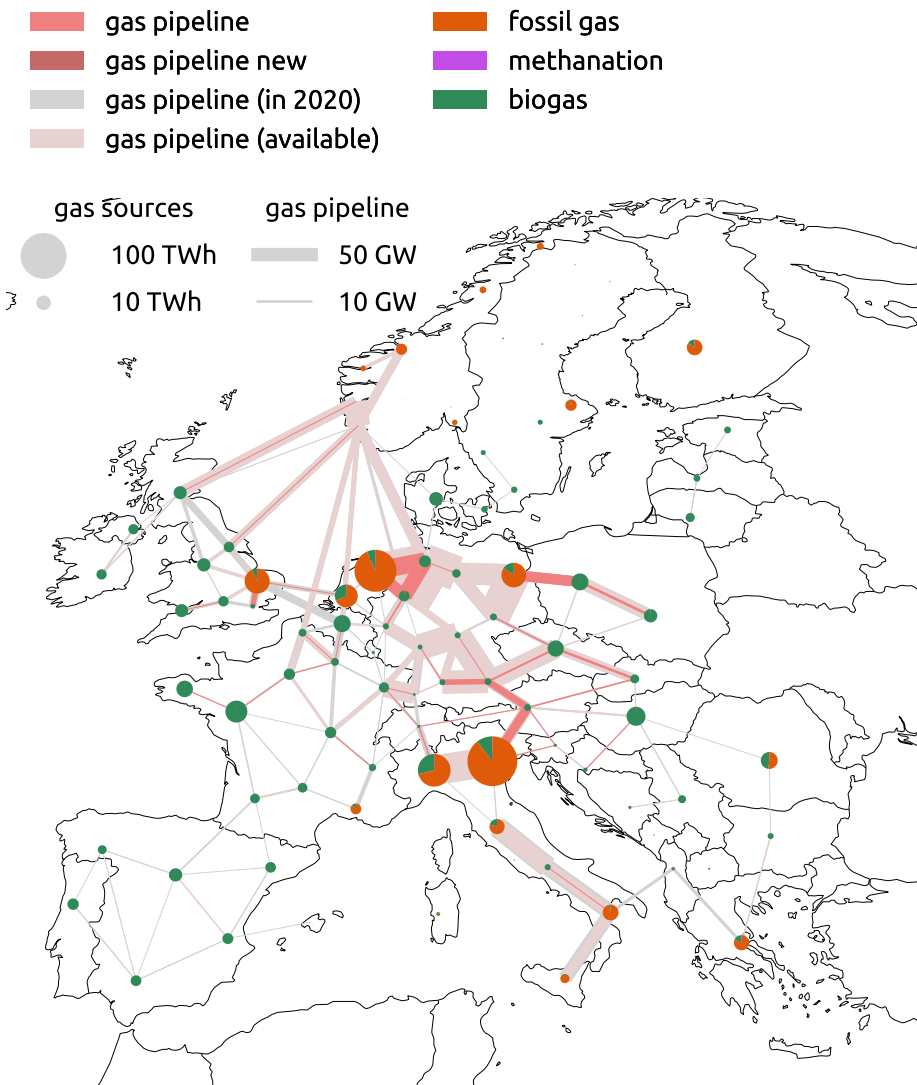 gas pipeline
gas pipeline new
gas pipeline (in 2020)
gas pipeline (available)
fossil gas
methanation
biogas
gas sources
100 TWh
10 TWh
gas pipeline
50 GW
10 GW